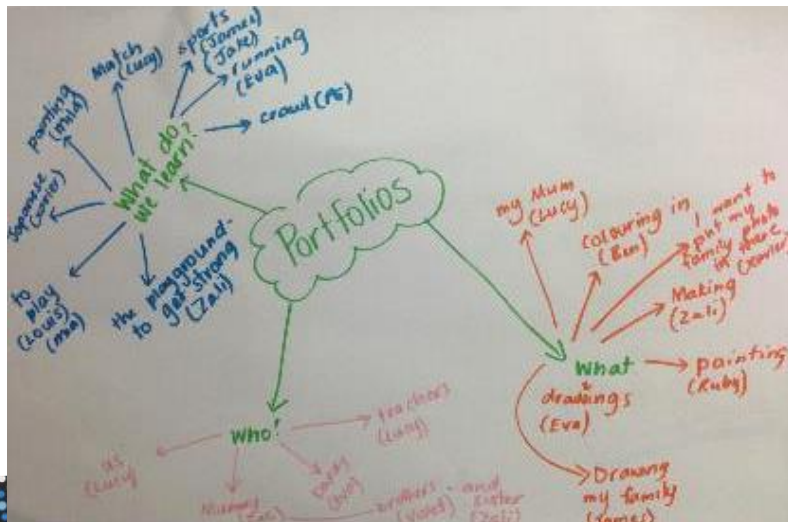 Portfolios
What do
we learn?
Match
(Lucy)
sports
(James)
(Jake)
running
(Eva)
crowd (PE)
painting
(Mila)
Japanese
to
play
(Louis)
(Mia)
the playground-
to get strong
(Zali)
What
my Mum
(Lucy)
Colouring in
(Ben)
I want to
put my
family photo
in there
(Xavier)
Making
(Zali)
painting
(Ruby)
drawings
(Eva)
Drawing
my family
(James)
Who?
teachers
(Lucy)
us
(Lucy)
Mummy
brothers - and
sister
(Violet)
(Zali)